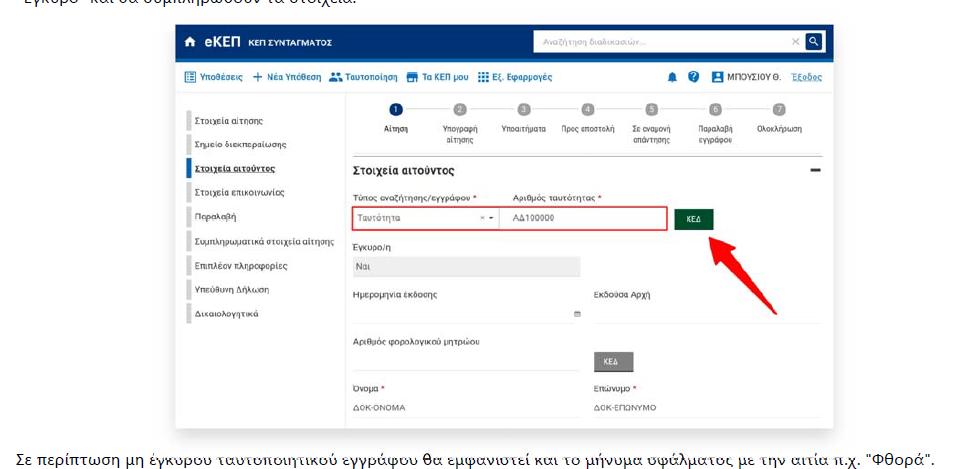 "Έγκυρο" και θα συμπληρωθούν τα στοιχεία.
eΚΕΠ ΚΕΠ ΣΥΝΤΑΓΜΑΤΟΣ
Αναζήτηση διαδικασιών...
Υποθέσεις + Νέα Υπόθεση Ταυτοποίηση Τα ΚΕΠ μου Εξ. Εφαρμογές
ΜΠΟΥΣΙΟΥ Θ. Έξοδος
Στοιχεία αίτησης
Σημείο διεκπεραίωσης
Στοιχεία αιτούντος
Στοιχεία επικοινωνίας
Παραλαβή
Συμπληρωματικά στοιχεία αίτησης
Επιπλέον πληροφορίες
Υπεύθυνη Δήλωση
Δικαιολογητικά
1 2 3 4 5 6 7
Αίτηση Υπογραφή αίτησης Υποαιτήματα Προς αποστολή Σε αναμονή απάντησης Παραλαβή εγγράφου Ολοκλήρωση
Στοιχεία αιτούντος
Τύπος αναζήτησης/εγγράφου * Αριθμός ταυτότητας *
Ταυτότητα ΑΔ100000 ΚΕΔ
Έγκυρο/η
Ναι
Ημερομηνία έκδοσης Εκδούσα Αρχή
Αριθμός φορολογικού μητρώου
ΚΕΔ
Όνομα * Επώνυμο *
ΔΟΚ-ΟΝΟΜΑ ΔΟΚ-ΕΠΩΝΥΜΟ
Σε περίπτωση μη έγκυρου ταυτοποιητικού εγγράφου θα εμφανιστεί και το μήνυμα σφάλματος με την αιτία π.χ. "Φθορά".